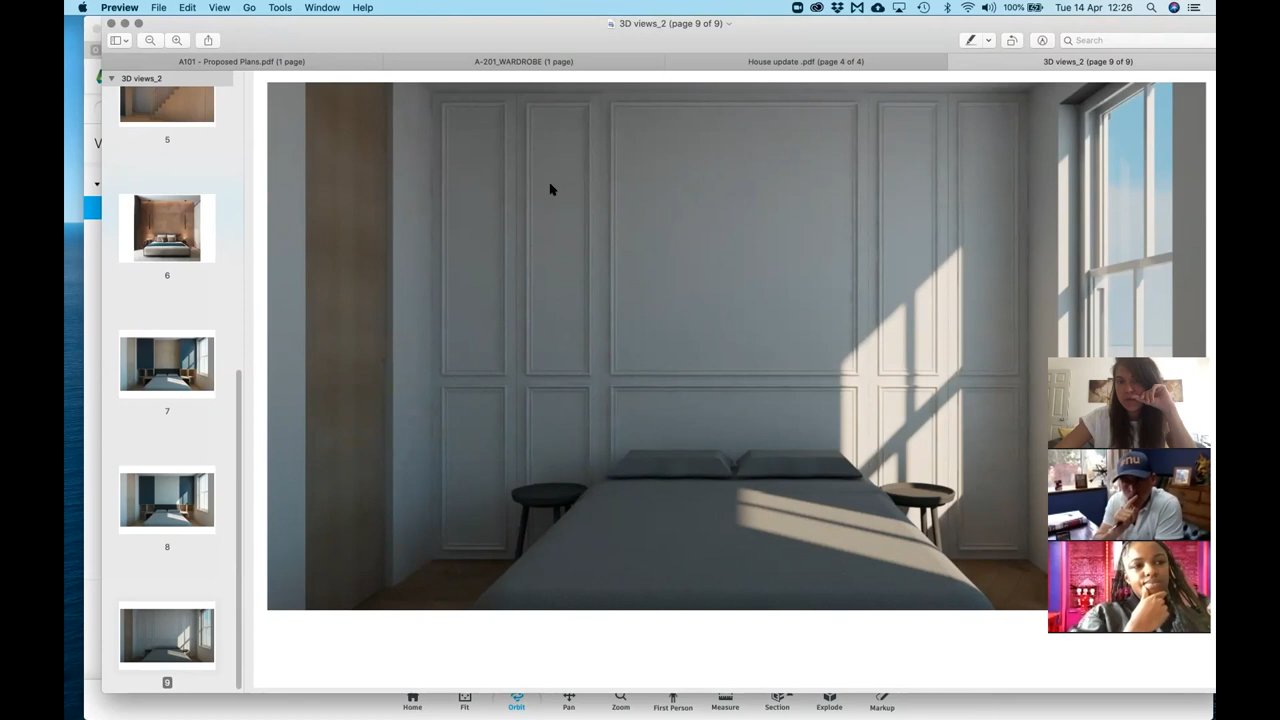 Preview File Edit View Go Tools Window Help
100%
Tue 14 Apr 12:26
3D views_2 (page 9 of 9)
Search
A101 - Proposed Plans.pdf (1 page)
A-201_WARDROBE (1 page)
House update .pdf (page 4 of 4)
3D views_2 (page 9 of 9)
3D views_2
5
6
7
8
9
V
nu
Home Fit Orbit Pan Zoom First Person Measure Section Explode Markup